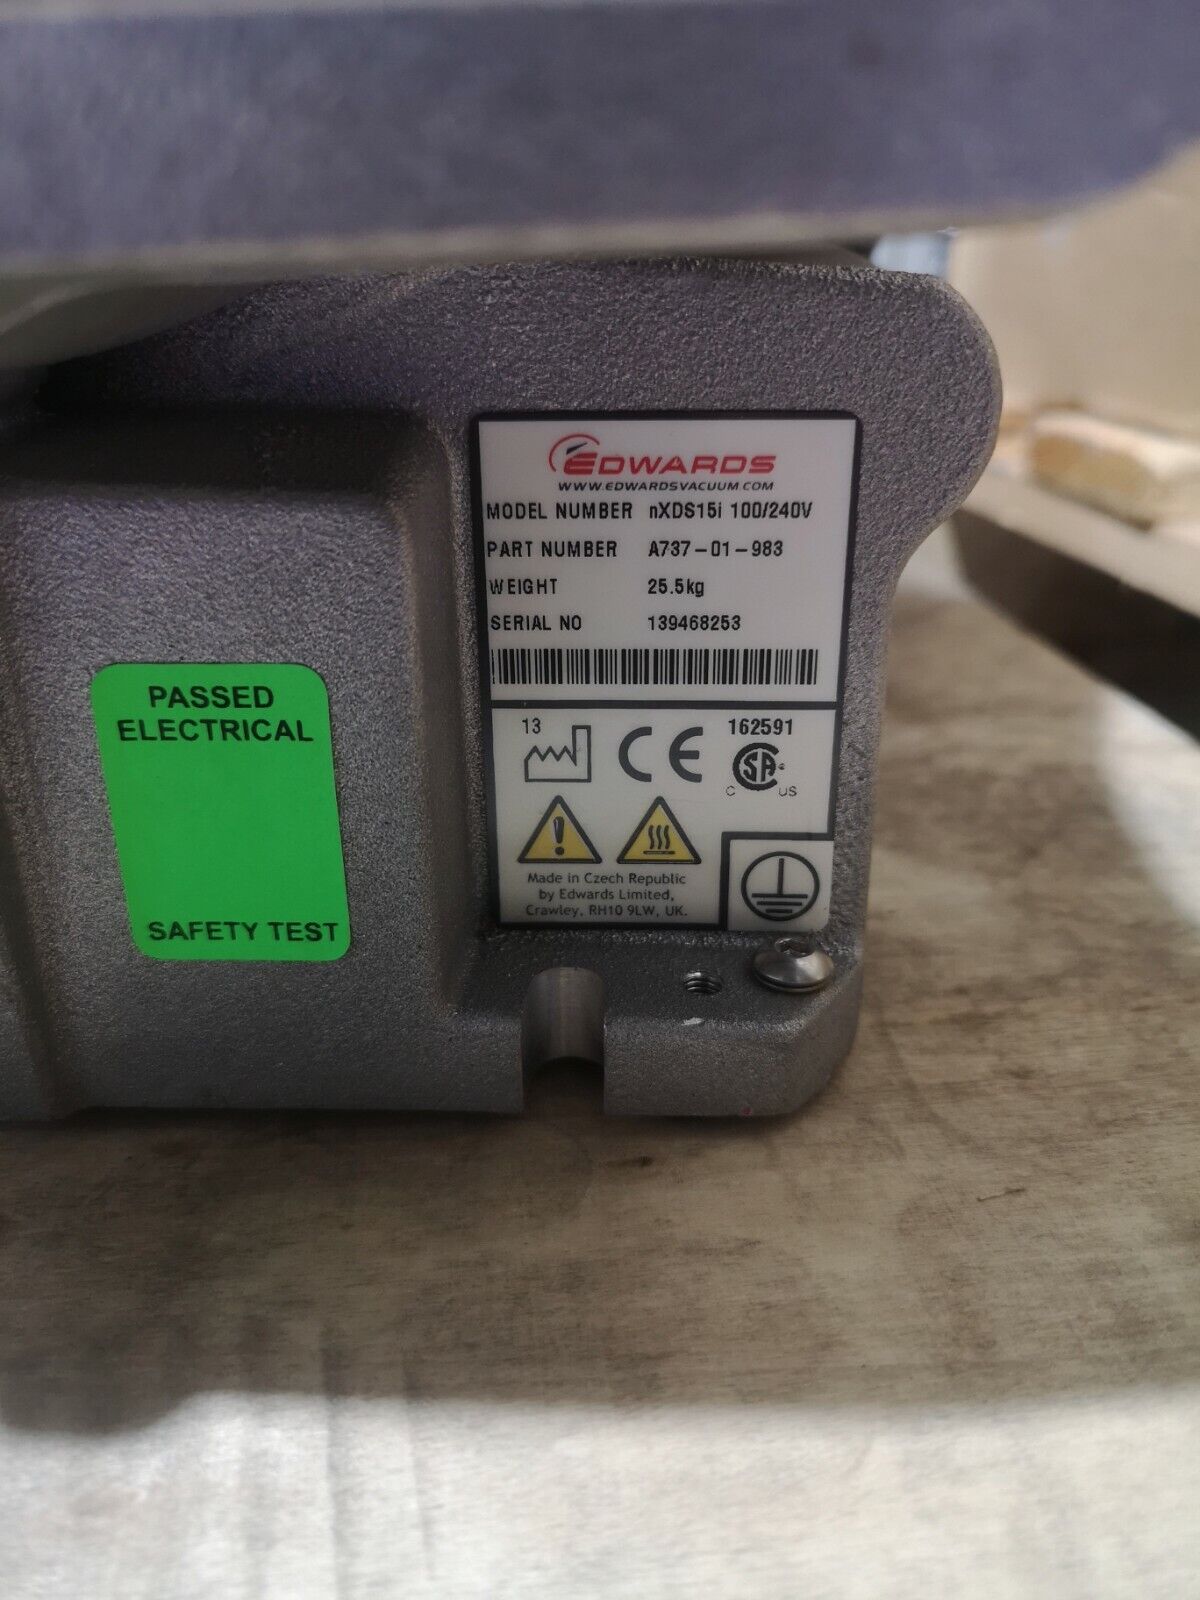 EDWARDS
WWW.EDWARDSVACUUM.COM
MODEL NUMBER nXDS15i 100/240V
PART NUMBER A737-01-983
WEIGHT 25.5kg
SERIAL NO 139468253
13 CE 162591
SA
C US
Made in Czech Republic
by Edwards Limited,
Crawley, RH10 9LW, UK.
PASSED
ELECTRICAL
SAFETY TEST